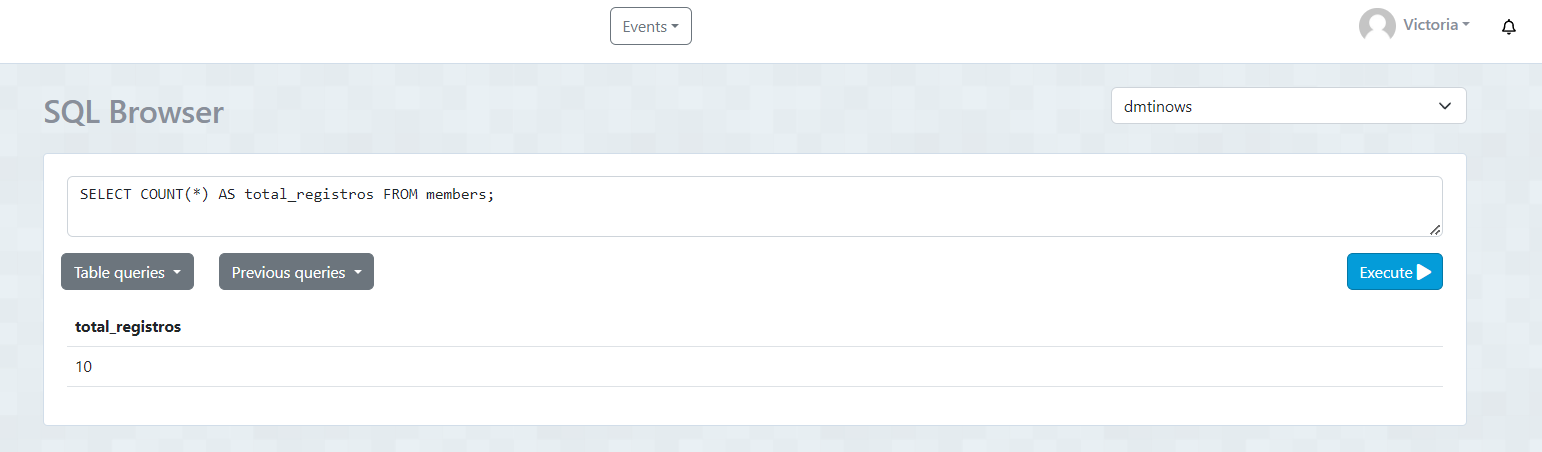 Events
Victoria
SQL Browser
dmtinows
SELECT COUNT(*) AS total_registros FROM members;
Table queries
Previous queries
Execute
total_registros
10